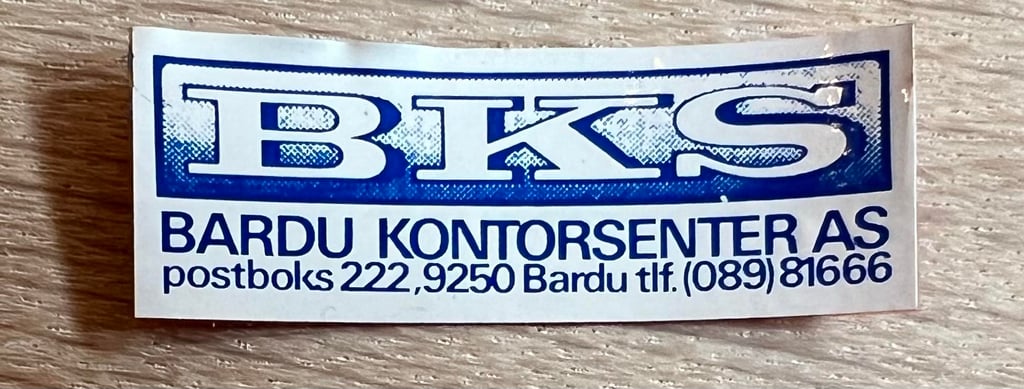 BKS
BARDU KONTORSENTER AS
postboks 222, 9250 Bardu tlf. (089) 81666